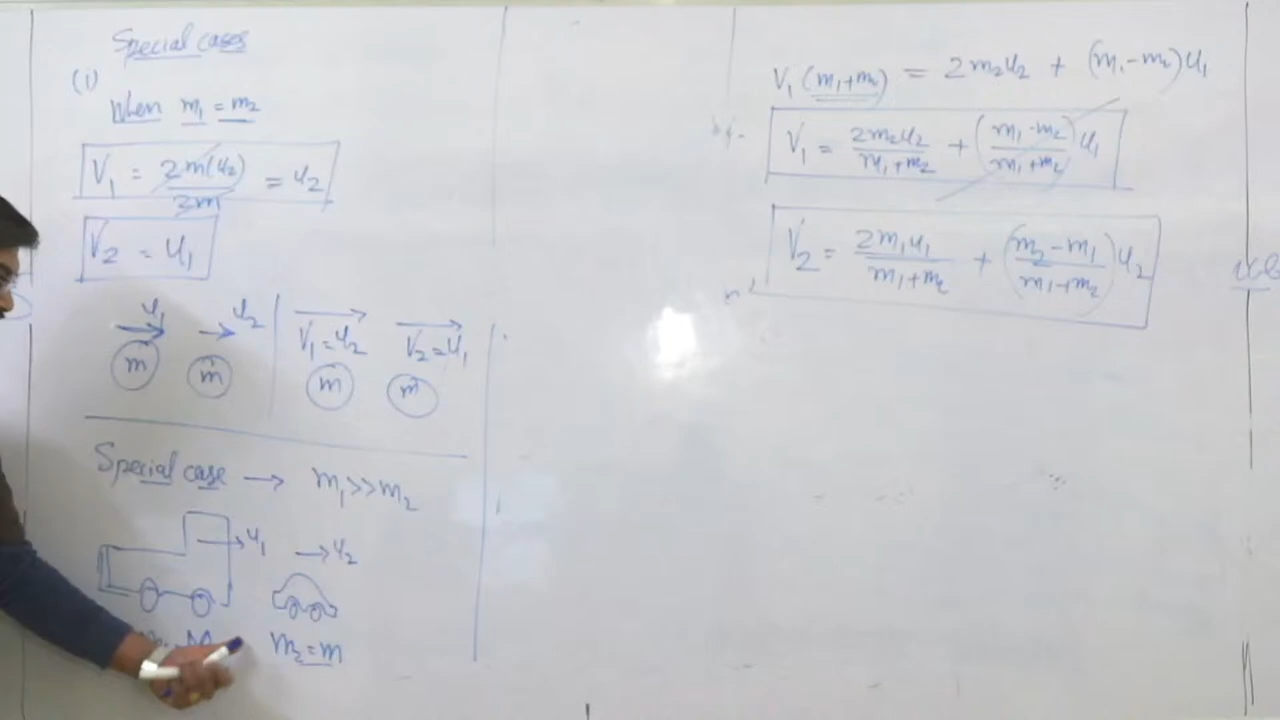 Special cases
(i)
When m₁ = m₂
V₁ = 2m(u₂)/2m = u₂
V₂ = u₁
u₁ u₂ V₁ = u₂ V₂ = u₁
m m m m
Special case → m₁ >> m₂
u₁ → u₂
m₂ = m
V₁ (m₁+m₂) = 2m₂u₂ + (m₁-m₂)u₁
V₁ = 2m₂u₂/m₁+m₂ + (m₁-m₂/m₁+m₂)u₁
V₂ = 2m₁u₁/m₁+m₂ + (m₂-m₁/m₁+m₂)u₂